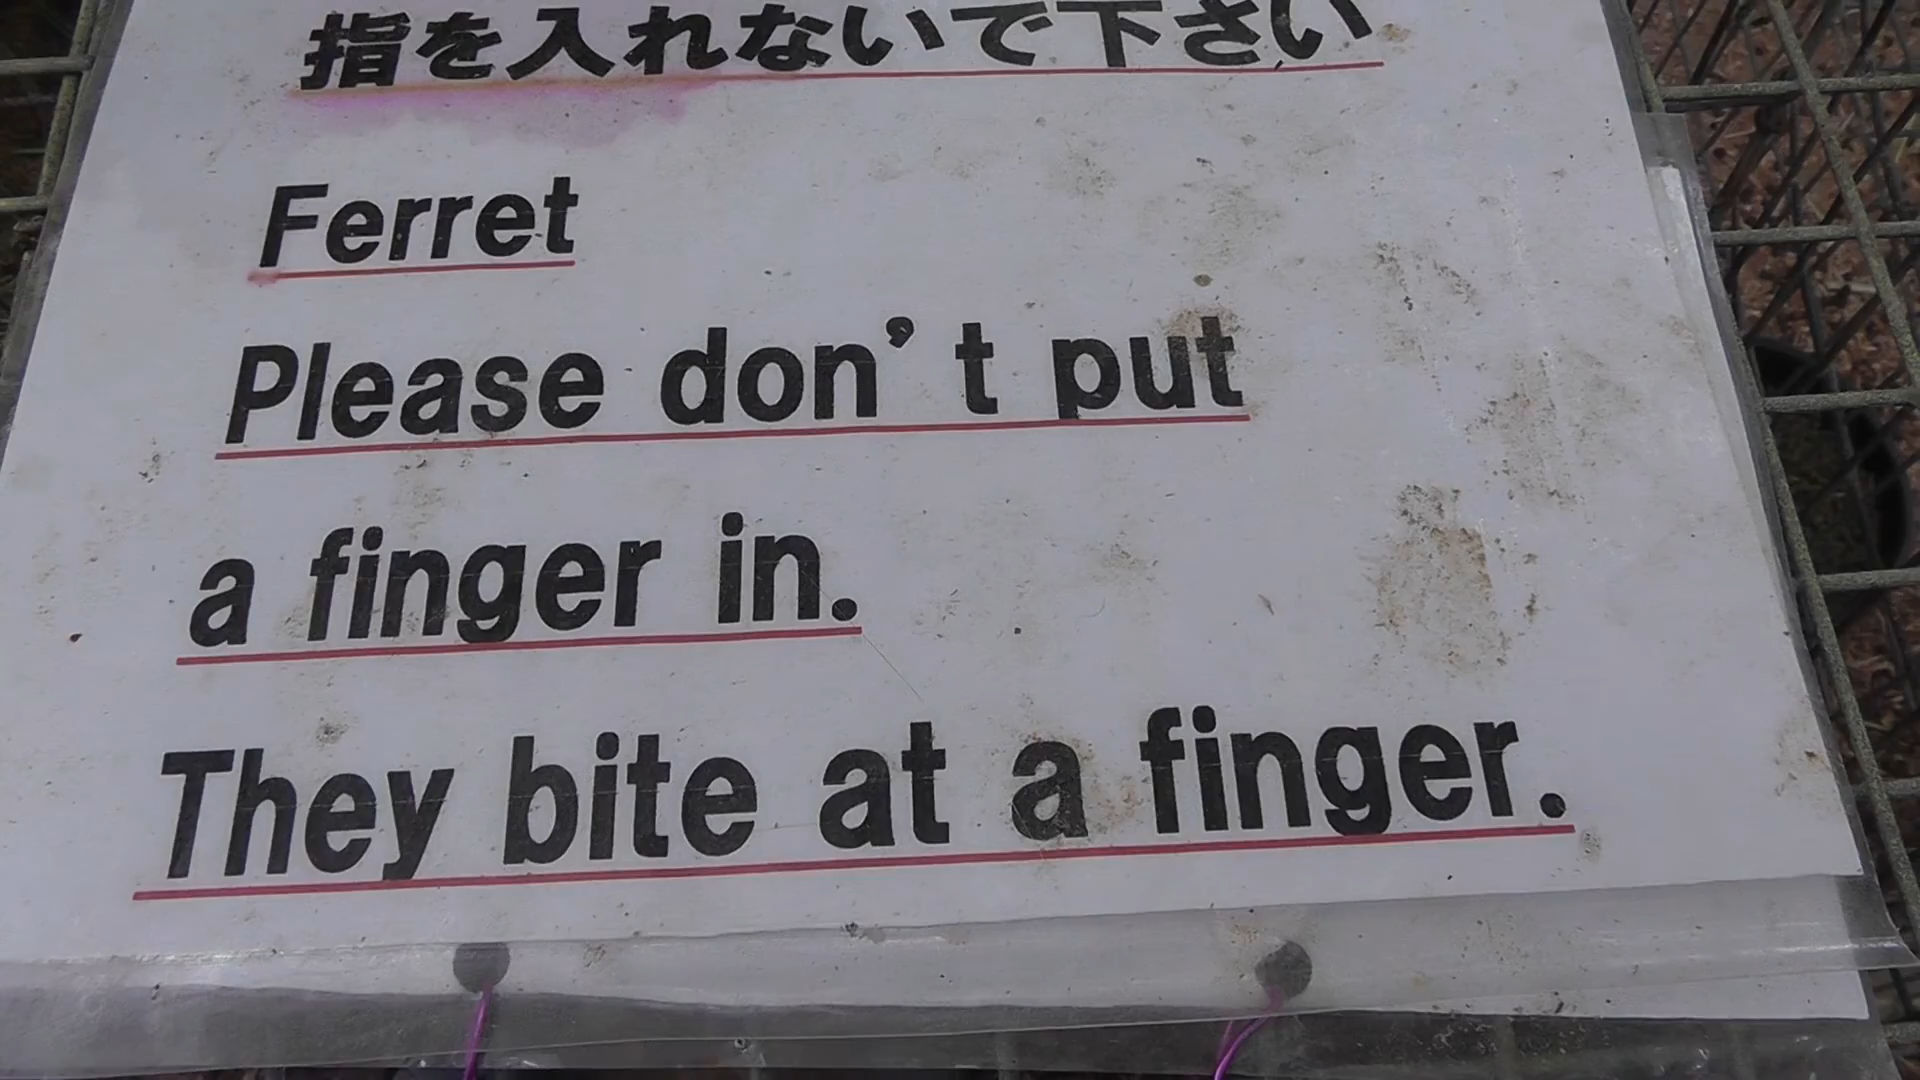 指を入れないで下さい
Ferret
Please don’t put
a finger in.
They bite at a finger.